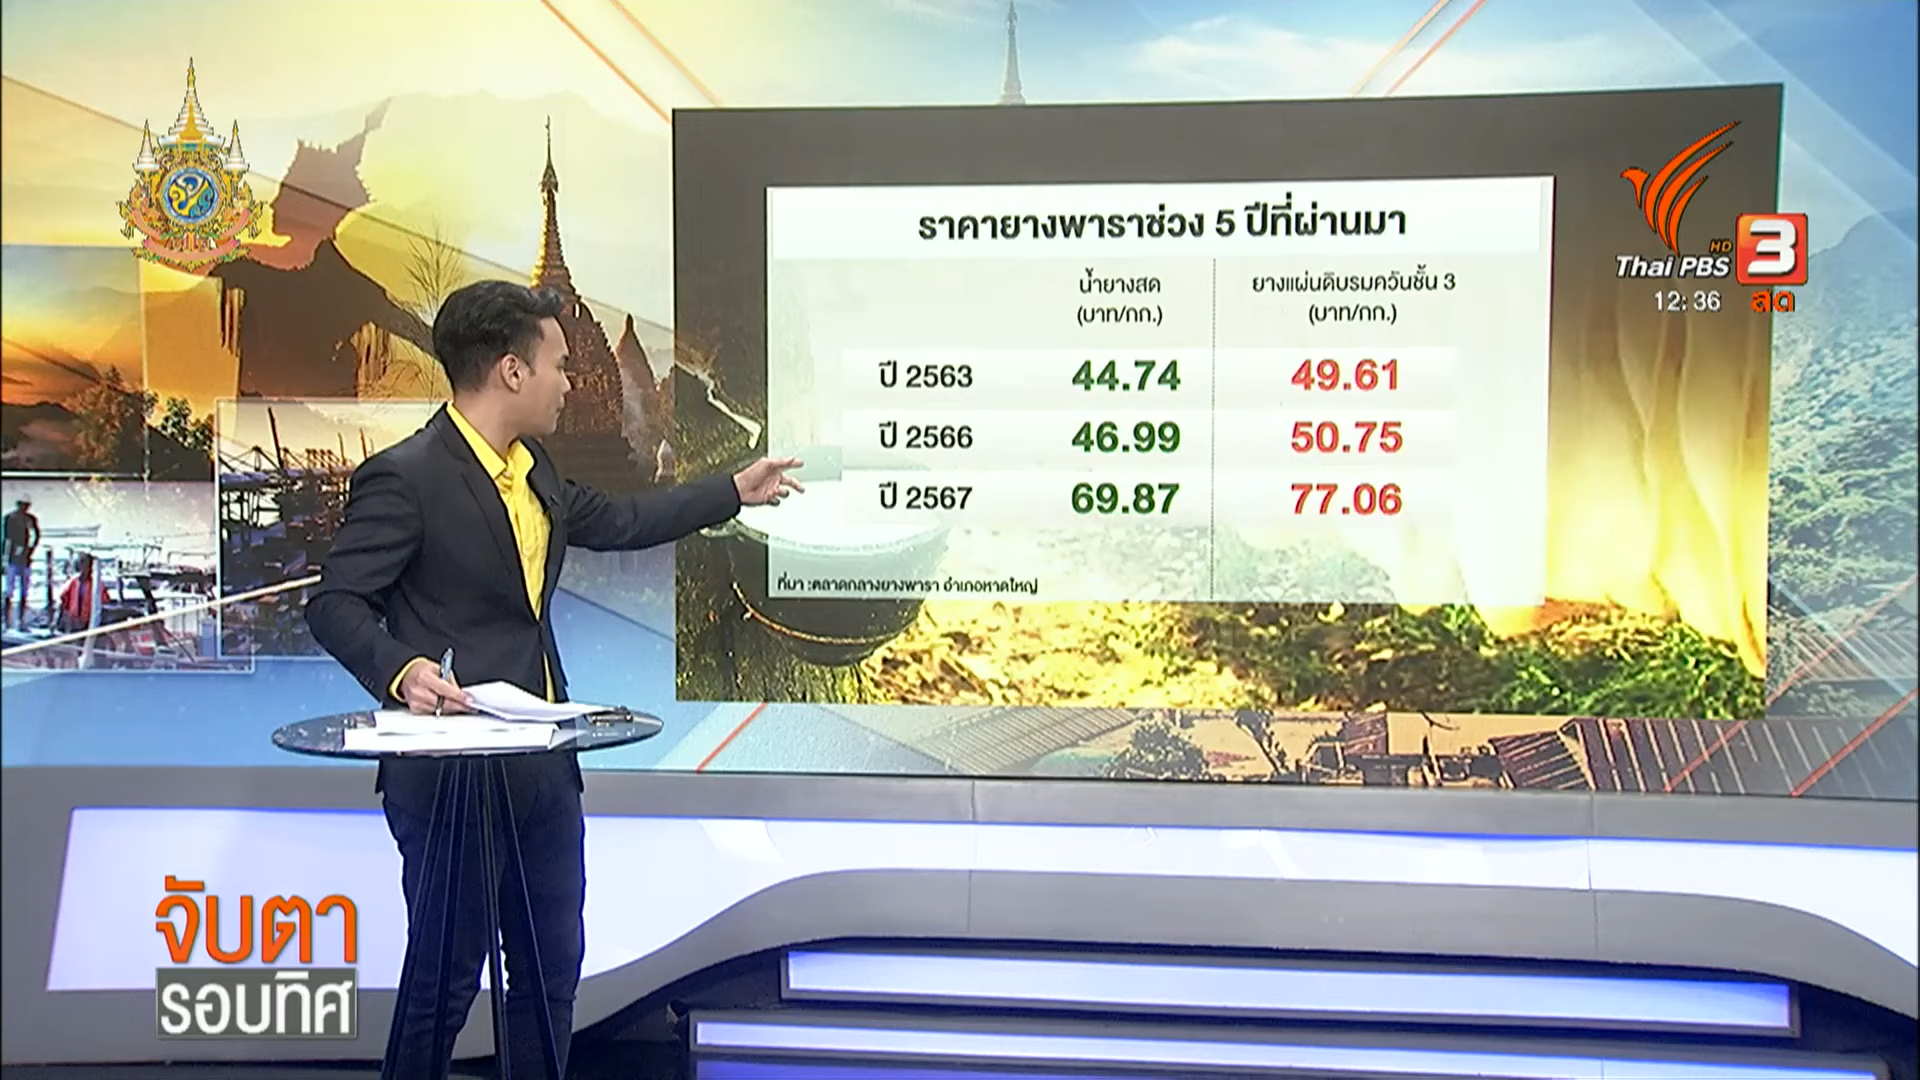 ราคายางพาราช่วง 5 ปีที่ผ่านมา
น้ำยางสด ยางแผ่นดิบรมควันชั้น 3
(บาท/กก.) (บาท/กก.)
ปี 2563 44.74 49.61
ปี 2566 46.99 50.75
ปี 2567 69.87 77.06
ที่มา :ตลาดกลางยางพารา อำเภอหาดใหญ่
HD
Thai PBS 3
12:36 สด
จับตา
รอบทิศ